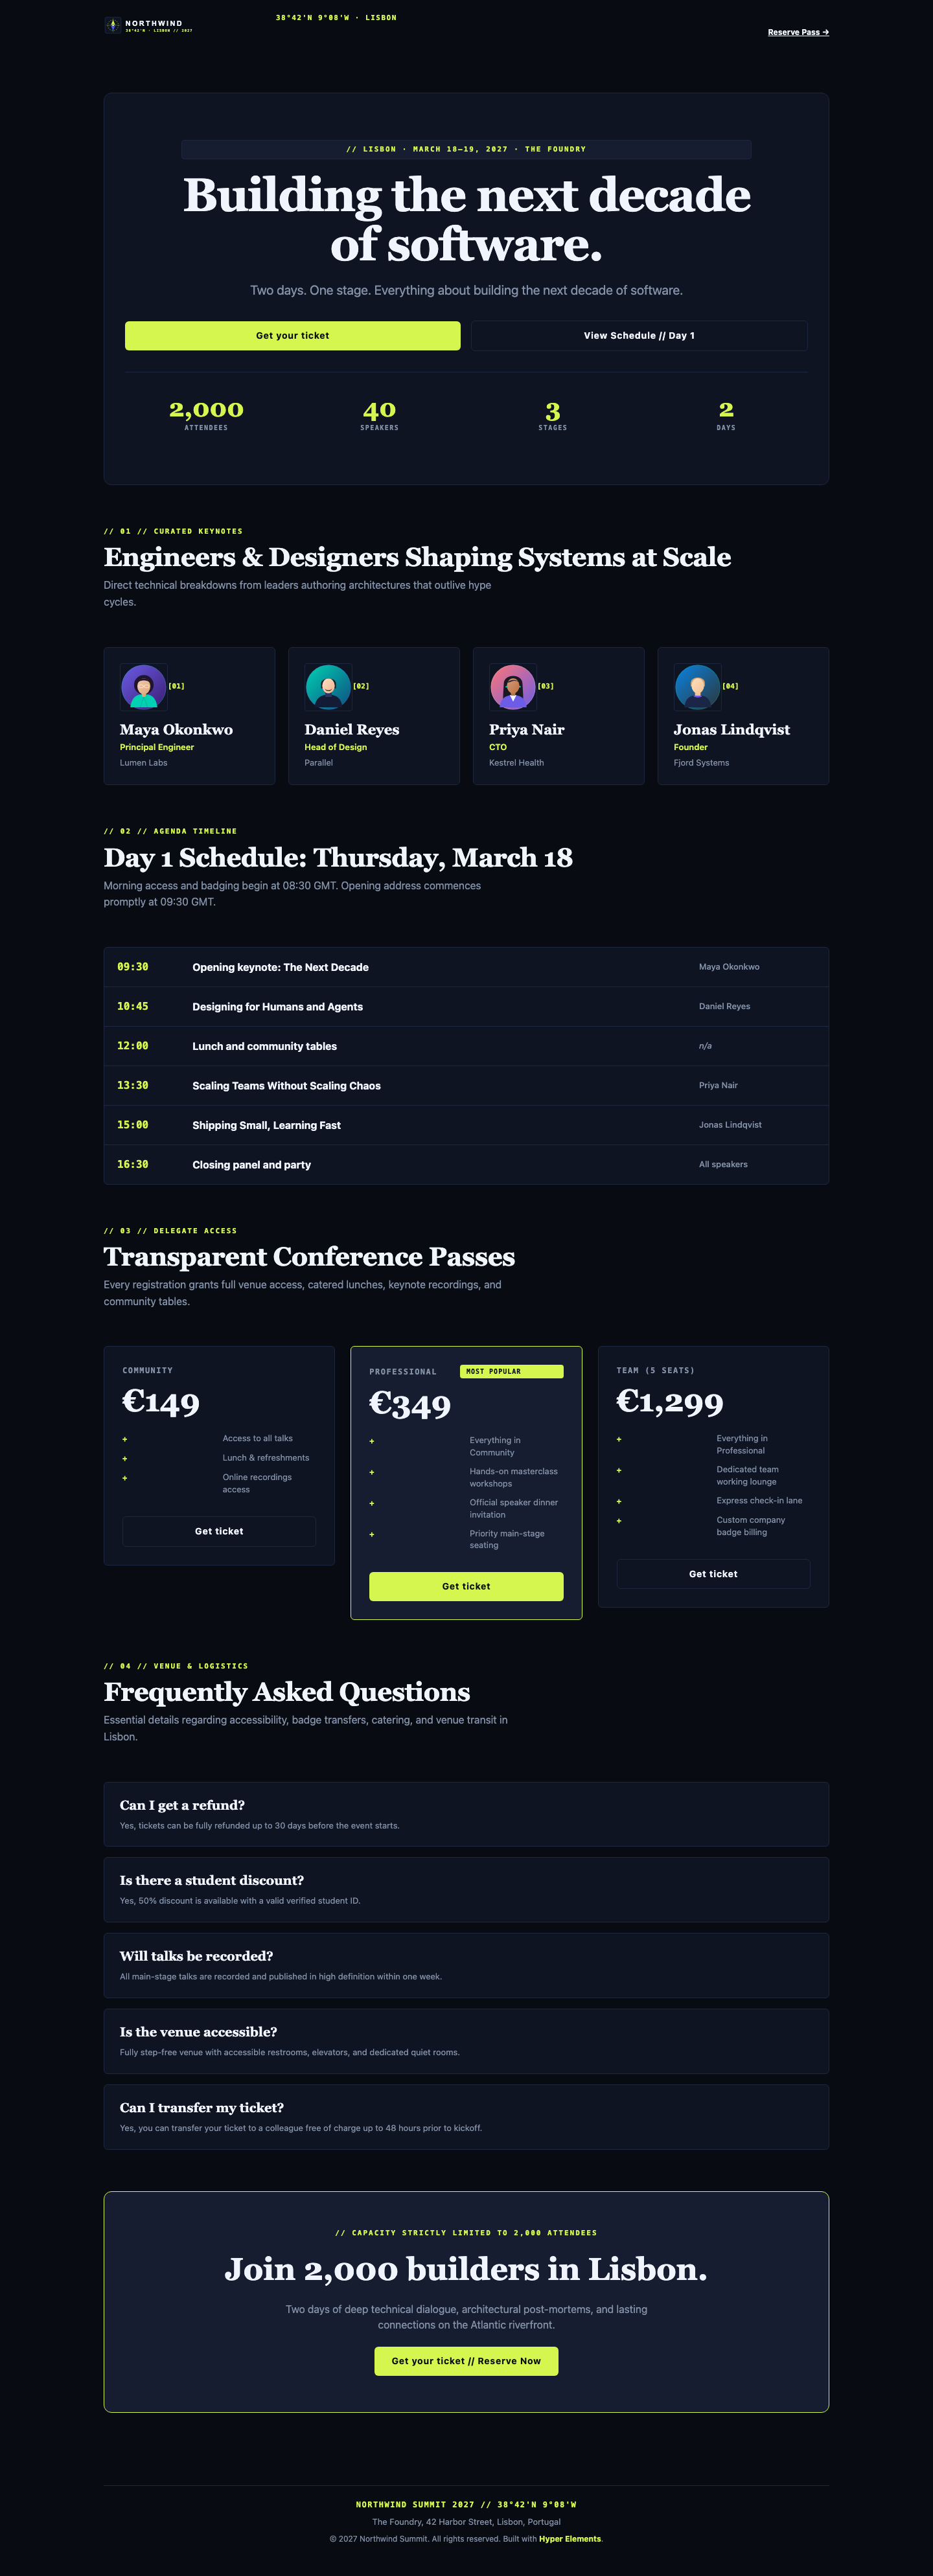 NORTHWIND
38°42'N · LISBON // 2027
38°42'N 9°08'W · LISBON
Reserve Pass →
// LISBON · MARCH 18–19, 2027 · THE FOUNDRY
Building the next decade
of software.
Two days. One stage. Everything about building the next decade of software.
Get your ticket
View Schedule // Day 1
2,000
ATTENDEES
40
SPEAKERS
3
STAGES
2
DAYS
// 01 // CURATED KEYNOTES
Engineers & Designers Shaping Systems at Scale
Direct technical breakdowns from leaders authoring architectures that outlive hype
cycles.
[01]
Maya Okonkwo
Principal Engineer
Lumen Labs
[02]
Daniel Reyes
Head of Design
Parallel
[03]
Priya Nair
CTO
Kestrel Health
[04]
Jonas Lindqvist
Founder
Fjord Systems
// 02 // AGENDA TIMELINE
Day 1 Schedule: Thursday, March 18
Morning access and badging begin at 08:30 GMT. Opening address commences
promptly at 09:30 GMT.
09:30 Opening keynote: The Next Decade Maya Okonkwo
10:45 Designing for Humans and Agents Daniel Reyes
12:00 Lunch and community tables n/a
13:30 Scaling Teams Without Scaling Chaos Priya Nair
15:00 Shipping Small, Learning Fast Jonas Lindqvist
16:30 Closing panel and party All speakers
// 03 // DELEGATE ACCESS
Transparent Conference Passes
Every registration grants full venue access, catered lunches, keynote recordings, and
community tables.
COMMUNITY
€149
+ Access to all talks
+ Lunch & refreshments
+ Online recordings
access
Get ticket
PROFESSIONAL MOST POPULAR
€349
+ Everything in
Community
+ Hands-on masterclass
workshops
+ Official speaker dinner
invitation
+ Priority main-stage
seating
Get ticket
TEAM (5 SEATS)
€1,299
+ Everything in
Professional
+ Dedicated team
working lounge
+ Express check-in lane
+ Custom company
badge billing
Get ticket
// 04 // VENUE & LOGISTICS
Frequently Asked Questions
Essential details regarding accessibility, badge transfers, catering, and venue transit in
Lisbon.
Can I get a refund?
Yes, tickets can be fully refunded up to 30 days before the event starts.
Is there a student discount?
Yes, 50% discount is available with a valid verified student ID.
Will talks be recorded?
All main-stage talks are recorded and published in high definition within one week.
Is the venue accessible?
Fully step-free venue with accessible restrooms, elevators, and dedicated quiet rooms.
Can I transfer my ticket?
Yes, you can transfer your ticket to a colleague free of charge up to 48 hours prior to kickoff.
// CAPACITY STRICTLY LIMITED TO 2,000 ATTENDEES
Join 2,000 builders in Lisbon.
Two days of deep technical dialogue, architectural post-mortems, and lasting
connections on the Atlantic riverfront.
Get your ticket // Reserve Now
NORTHWIND SUMMIT 2027 // 38°42'N 9°08'W
The Foundry, 42 Harbor Street, Lisbon, Portugal
© 2027 Northwind Summit. All rights reserved. Built with Hyper Elements.